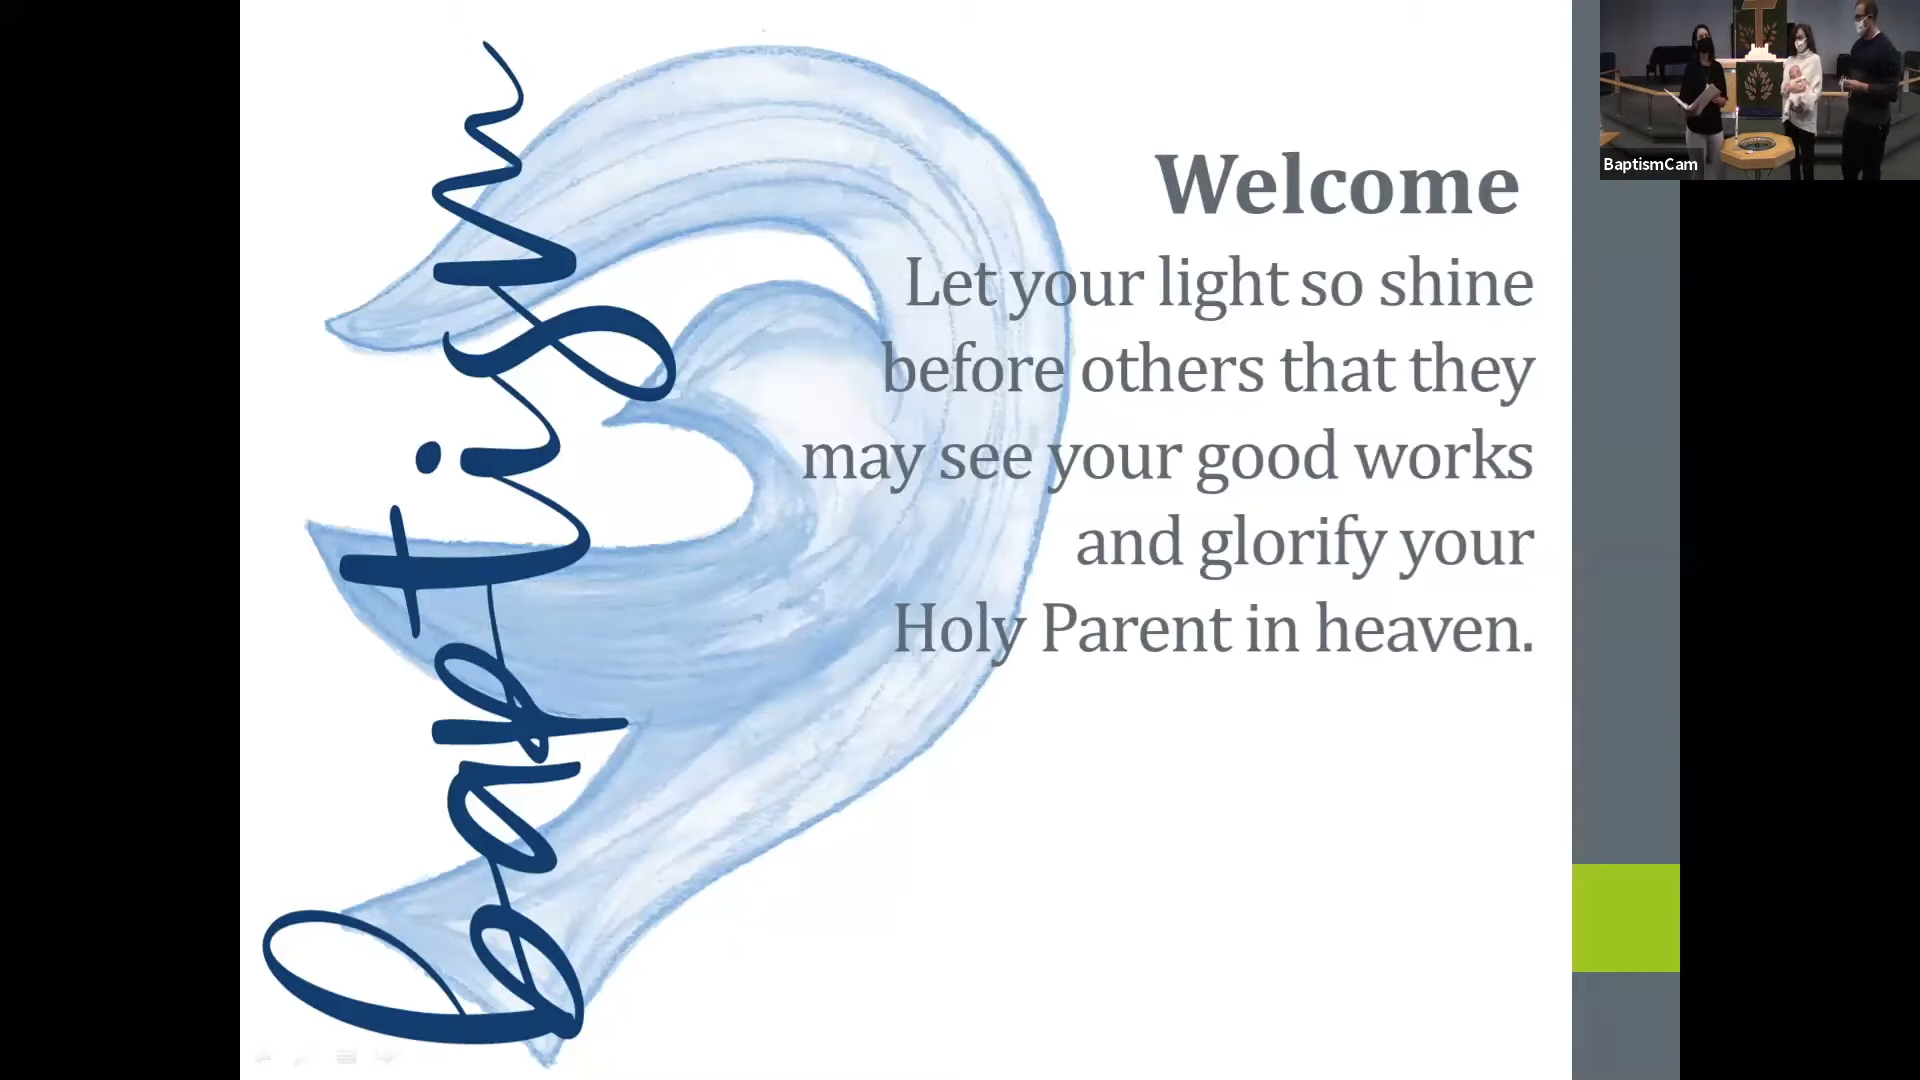 baptism
Welcome
Let your light so shine
before others that they
may see your good works
and glorify your
Holy Parent in heaven.
BaptismCam